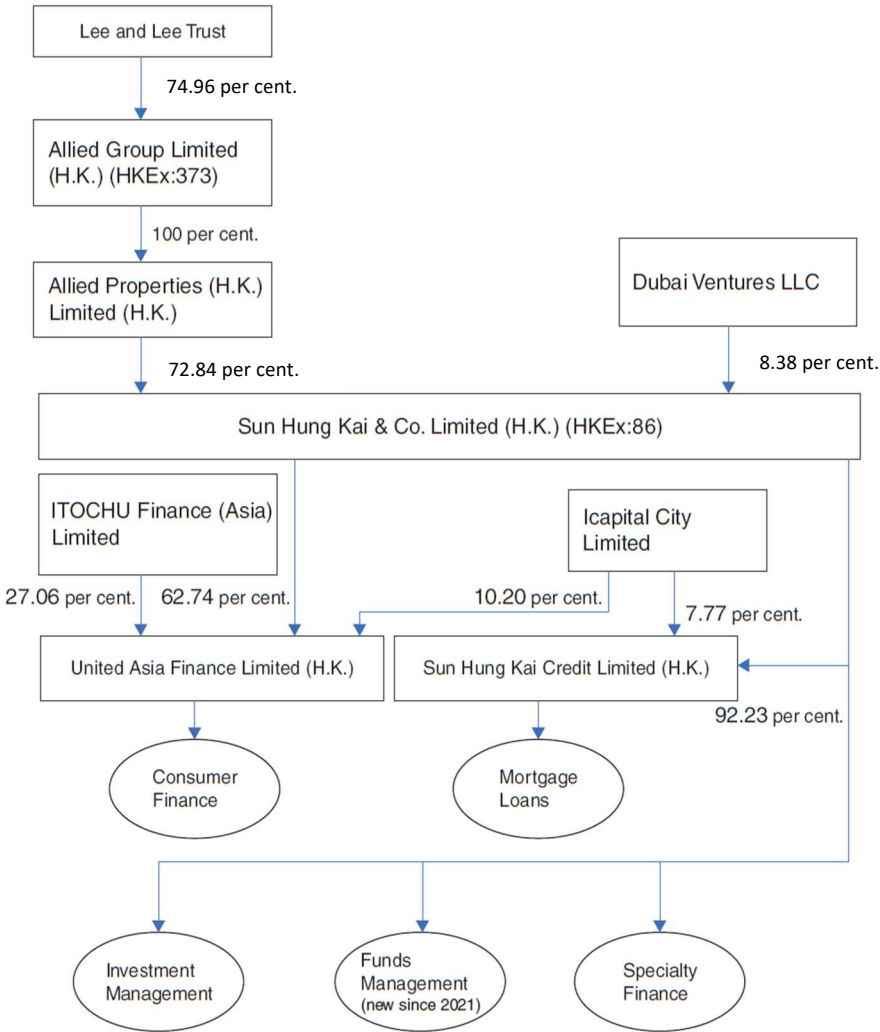 Lee and Lee Trust
74.96 per cent.
Allied Group Limited
(H.K.) (HKEx:373)
100 per cent.
Allied Properties (H.K.)
Limited (H.K.)
Dubai Ventures LLC
72.84 per cent.
8.38 per cent.
Sun Hung Kai & Co. Limited (H.K.) (HKEx:86)
ITOCHU Finance (Asia)
Limited
Icapital City
Limited
27.06 per cent.
62.74 per cent.
10.20 per cent.
7.77 per cent.
United Asia Finance Limited (H.K.)
Sun Hung Kai Credit Limited (H.K.)
92.23 per cent.
Consumer
Finance
Mortgage
Loans
Investment
Management
Funds
Management
(new since 2021)
Specialty
Finance